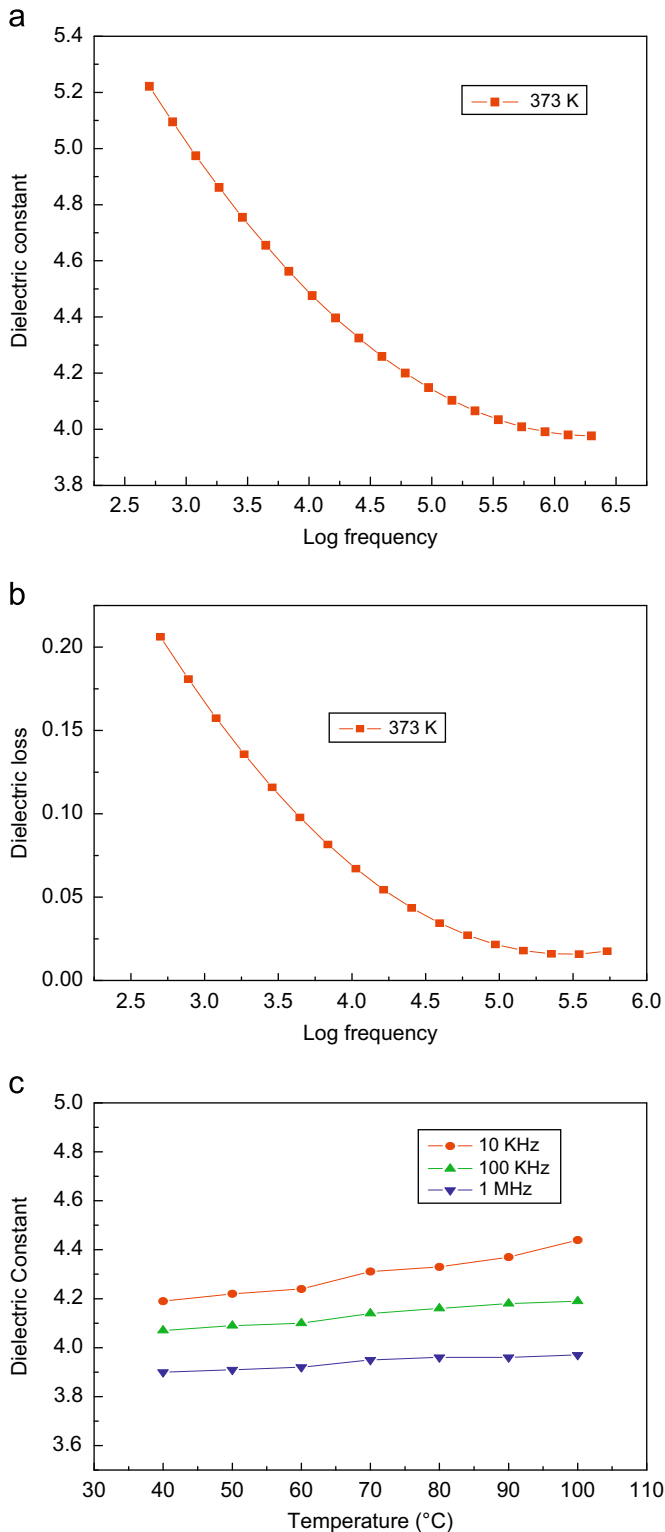 a
5.4
5.2
5.0
4.8
4.6
4.4
4.2
4.0
3.8
Dielectric constant
373 K
2.5 3.0 3.5 4.0 4.5 5.0 5.5 6.0 6.5
Log frequency
b
0.20
0.15
0.10
0.05
0.00
Dielectric loss
373 K
2.5 3.0 3.5 4.0 4.5 5.0 5.5 6.0
Log frequency
c
5.0
4.8
4.6
4.4
4.2
4.0
3.8
3.6
Dielectric Constant
10 KHz
100 KHz
1 MHz
30 40 50 60 70 80 90 100 110
Temperature (°C)